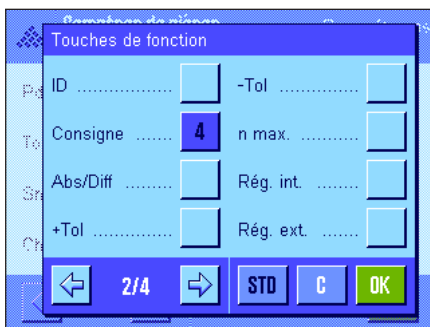 Touches de fonction
ID ................
Consigne ....... 4
Abs/Diff ...........
+Tol ................
-Tol ................
n max. ...........
Rég. int. ........
Rég. ext. .......
2/4
STD C OK